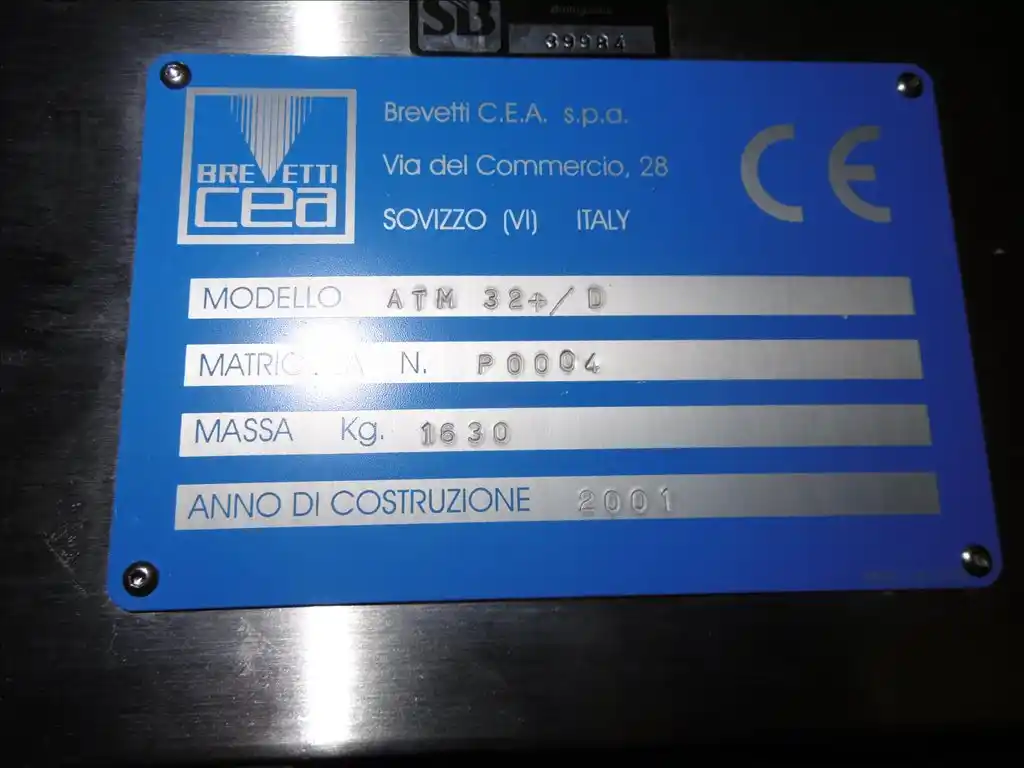 SB
39984
BREVETTI
cea
Brevetti C.E.A. s.p.a.
Via del Commercio, 28
SOVIZZO (VI) ITALY
CE
MODELLO ATM 32+/D
MATRICOLA N. P0004
MASSA Kg. 1630
ANNO DI COSTRUZIONE 2001